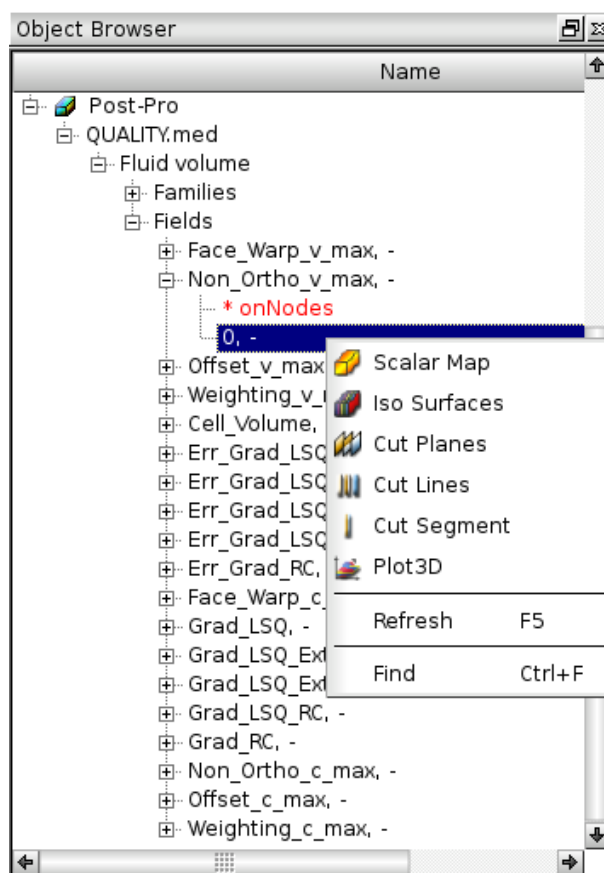 Object Browser
Name
Post-Pro
QUALITY.med
Fluid volume
Families
Fields
Face_Warp_v_max, -
Non_Ortho_v_max, -
* onNodes
0, -
Offset_v_max
Scalar Map
Weighting_v_
Iso Surfaces
Cell_Volume,
Cut Planes
Err_Grad_LSQ
Cut Lines
Err_Grad_LSQ
Err_Grad_LSQ
Cut Segment
Err_Grad_LSQ
Err_Grad_RC,
Plot3D
Face_Warp_c_
Grad_LSQ, -
Refresh F5
Grad_LSQ_Ext
Grad_LSQ_Ext
Find Ctrl+F
Grad_LSQ_RC, -
Grad_RC, -
Non_Ortho_c_max, -
Offset_c_max, -
Weighting_c_max, -